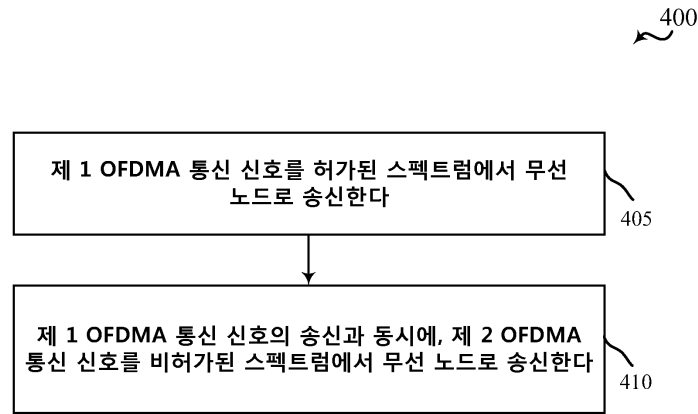 400
제 1 OFDMA 통신 신호를 허가된 스펙트럼에서 무선
노드로 송신한다
405
제 1 OFDMA 통신 신호의 송신과 동시에, 제 2 OFDMA
통신 신호를 비허가된 스펙트럼에서 무선 노드로 송신한다
410